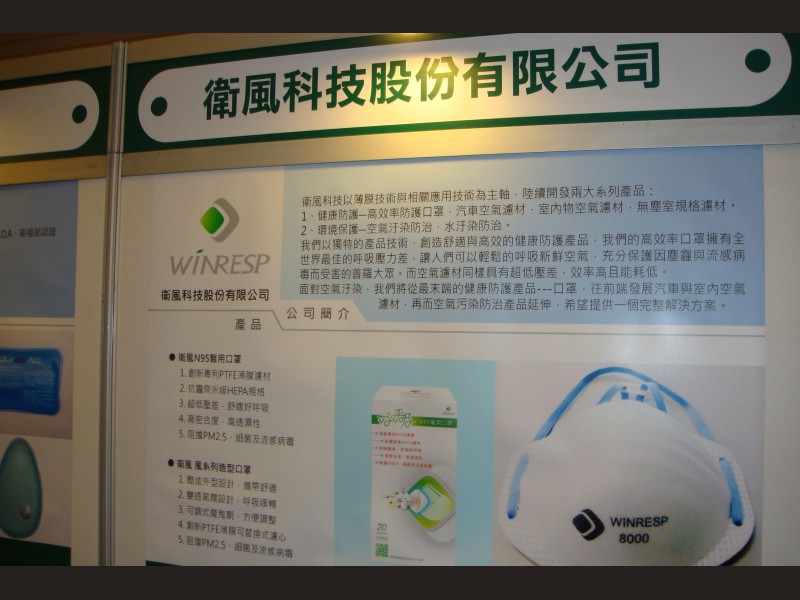 衛風科技股份有限公司
DA、衛福部認證
衛風科技以薄膜技術與相關應用技術為主軸，陸續開發兩大系列產品：
1、健康防護—高效率防護口罩，汽車空氣濾材，室內物空氣濾材，無塵室規格濾材。
2、環境保護—空氣汙染防治，水汙染防治。
我們以獨特的產品技術，創造舒適與高效的健康防護產品，我們的高效率口罩擁有全
世界最佳的呼吸壓力差，讓人們可以輕鬆的呼吸新鮮空氣，充分保護因塵霾與流感病
毒而受害的普羅大眾。而空氣濾材同樣具有超低壓差，效率高且能耗低。
面對空氣汙染，我們將從最末端的健康防護產品---口罩，往前端發展汽車與室內空氣
濾材，再而空氣污染防治產品延伸，希望提供一個完整解決方案。
WINRESP
衛風科技股份有限公司
公司簡介
產品
● 衛風N95醫用口罩
1. 創新專利PTFE薄膜濾材
2. 抗霾奈米級HEPA規格
3. 超低壓差，舒適好呼吸
4. 高密合度，高透濕性
5. 阻擋PM2.5、細菌及流感病毒
● 衛風 風系列造型口罩
1. 壓炫外型設計，攜帶舒適
2. 雙透氣閥設計，呼吸順暢
3. 可調式魔鬼氈，方便調整
4. 創新PTFE薄膜可替換式濾心
5. 阻擋PM2.5、細菌及流感病毒
20
WINRESP
8000